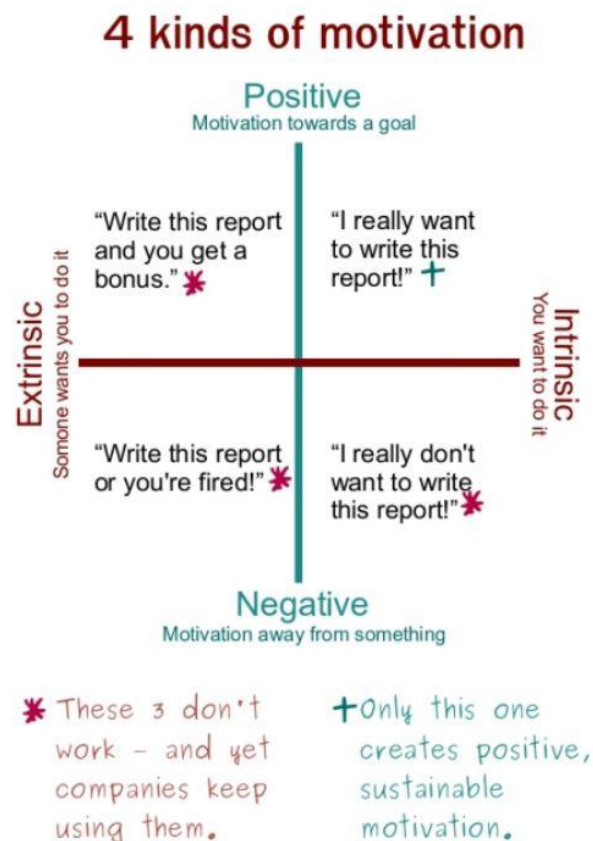 4 kinds of motivation
Positive
Motivation towards a goal
"Write this report
and you get a
bonus." *
"I really want
to write this
report!" +
Extrinsic
Somone wants you to do it
Intrinsic
You want to do it
"Write this report
or you're fired!" *
"I really don't
want to write
this report!" *
Negative
Motivation away from something
* These 3 don't
work – and yet
companies keep
using them.
+Only this one
creates positive,
sustainable
motivation.